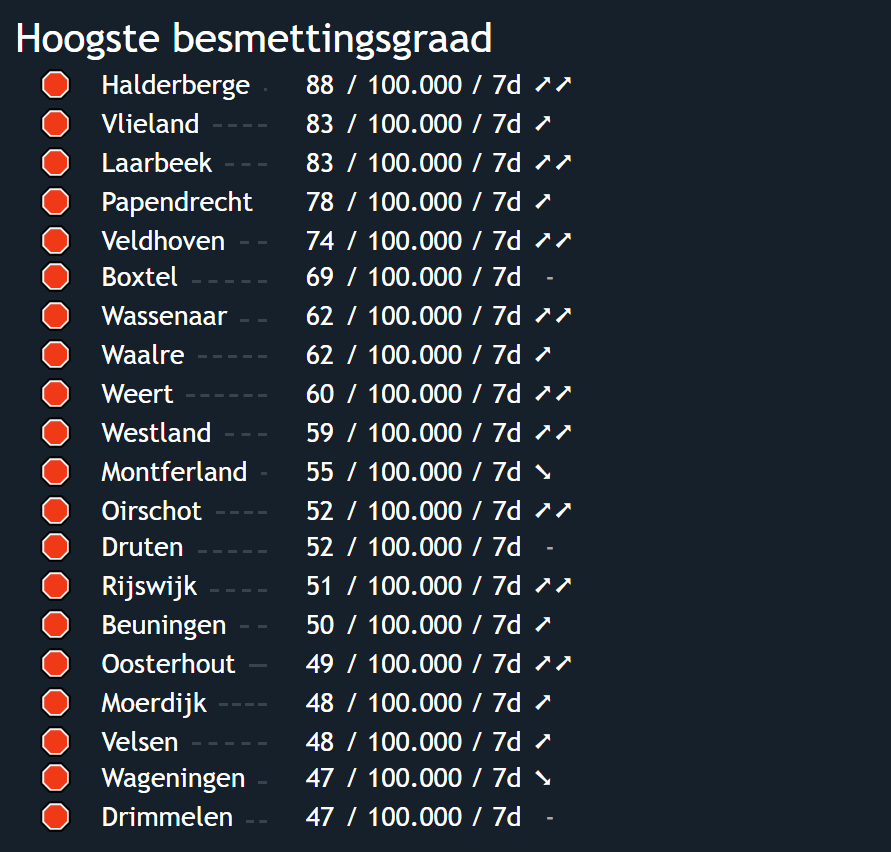 Hoogste besmettingsgraad
Halderberge 88 / 100.000 / 7d ➚➚
Vlieland 83 / 100.000 / 7d ➚
Laarbeek 83 / 100.000 / 7d ➚➚
Papendrecht 78 / 100.000 / 7d ➚
Veldhoven 74 / 100.000 / 7d ➚➚
Boxtel 69 / 100.000 / 7d -
Wassenaar 62 / 100.000 / 7d ➚➚
Waalre 62 / 100.000 / 7d ➚
Weert 60 / 100.000 / 7d ➚➚
Westland 59 / 100.000 / 7d ➚➚
Montferland 55 / 100.000 / 7d ➘
Oirschot 52 / 100.000 / 7d ➚➚
Druten 52 / 100.000 / 7d -
Rijswijk 51 / 100.000 / 7d ➚➚
Beuningen 50 / 100.000 / 7d ➚
Oosterhout 49 / 100.000 / 7d ➚➚
Moerdijk 48 / 100.000 / 7d ➚
Velsen 48 / 100.000 / 7d ➚
Wageningen 47 / 100.000 / 7d ➘
Drimmelen 47 / 100.000 / 7d -